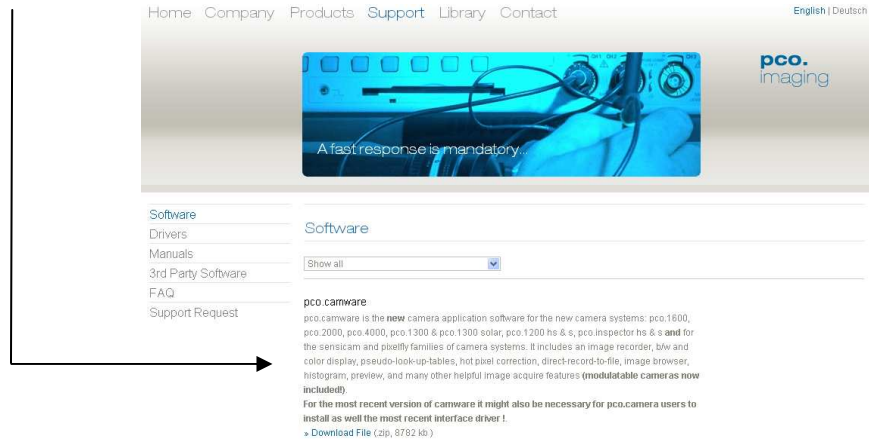 Home Company Products Support Library Contact
English | Deutsch
pco.
imaging
A fast response is mandatory...
Software
Drivers
Manuals
3rd Party Software
FAQ
Support Request
Software
Show all
pco.camware
pco.camware is the new camera application software for the new camera systems: pco.1600,
pco.2000, pco.4000, pco.1300 & pco.1300 solar, pco.1200 hs & s, pco.inspector hs & s and for
the sensicam and pixelfly families of camera systems. It includes an image recorder, b/w and
color display, pseudo-look-up-tables, hot pixel correction, direct-record-to-file, image browser,
histogram, preview, and many other helpful image acquire features (modulatable cameras now
included!).
For the most recent version of camware it might also be necessary for pco.camera users to
install as well the most recent interface driver !.
» Download File (.zip, 8782 kb )